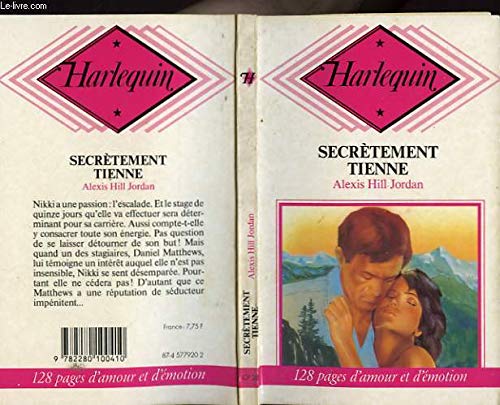 Le-livre.com
Harlequin
SECRÈTEMENT
TIENNE
Alexis Hill Jordan
Nikki a une passion: l'escalade. Et le stage de
quinze jours qu'elle va effectuer sera déter-
minant pour sa carrière. Aussi compte-t-elle
y consacrer toute son énergie. Pas question
de se laisser détourner de son but! Mais
quand un des stagiaires, Daniel Matthews,
lui témoigne un intérêt auquel elle n'est pas
insensible, Nikki se sent désemparée. Pour-
tant elle ne cédera pas! D'autant que ce
Matthews a une réputation de séducteur
impénitent...
France: 7,75 F
87-4 577920 2
9 782280 100410
128 pages d'amour et d'émotion
H
Alexis Hill Jordan
SECRÈTEMENT
TIENNE
Harlequin
SECRÈTEMENT
TIENNE
Alexis Hill Jordan
128 pages d'amour et d'émotion